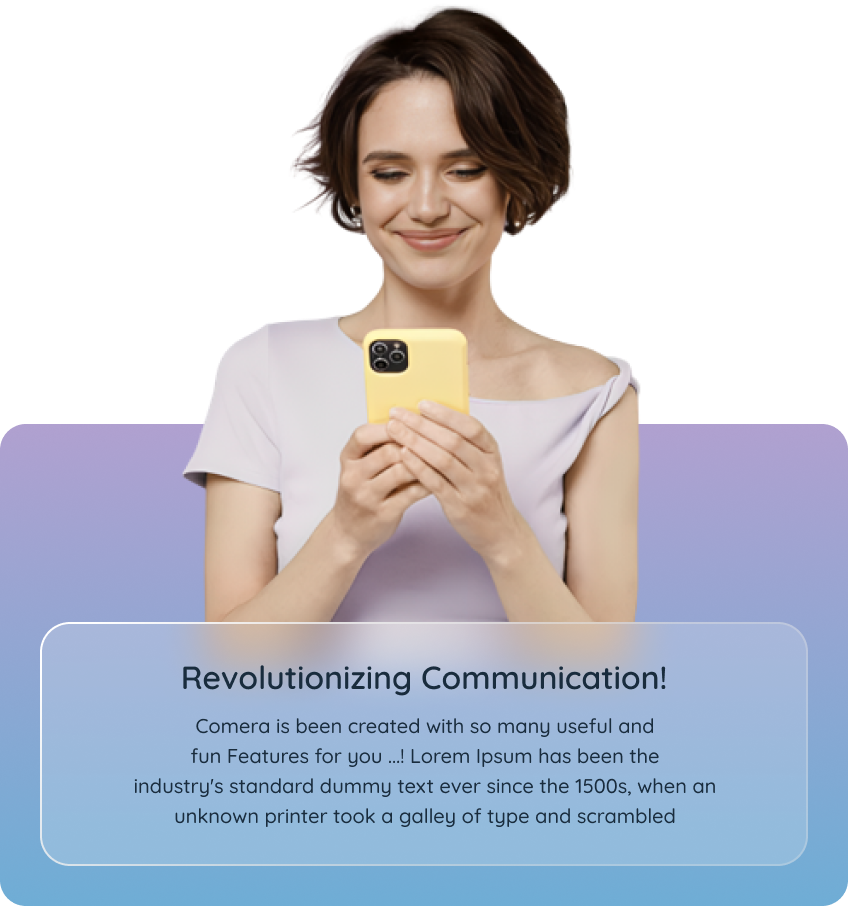 Revolutionizing Communication!
Comera is been created with so many useful and
fun Features for you ...! Lorem Ipsum has been the
industry's standard dummy text ever since the 1500s, when an
unknown printer took a galley of type and scrambled